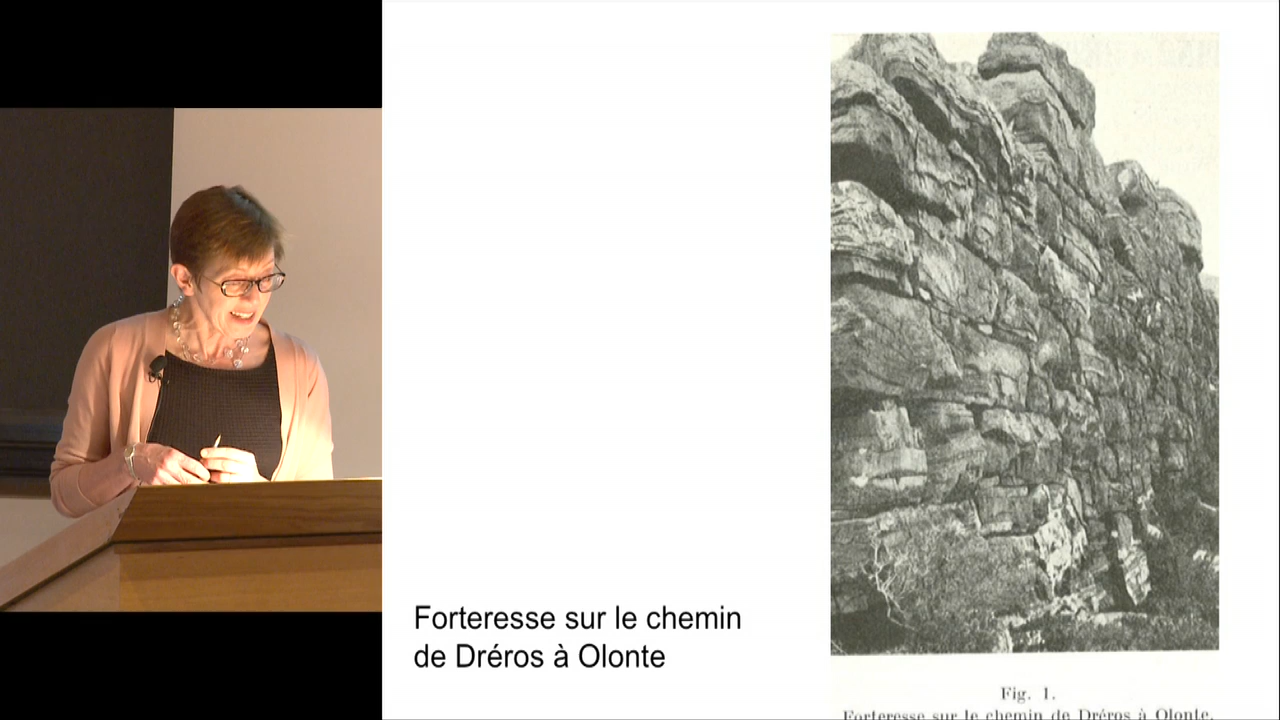 Forteresse sur le chemin
de Dréros à Olonte
Fig. 1.
Forteresse sur le chemin de Dréros à Olonte.